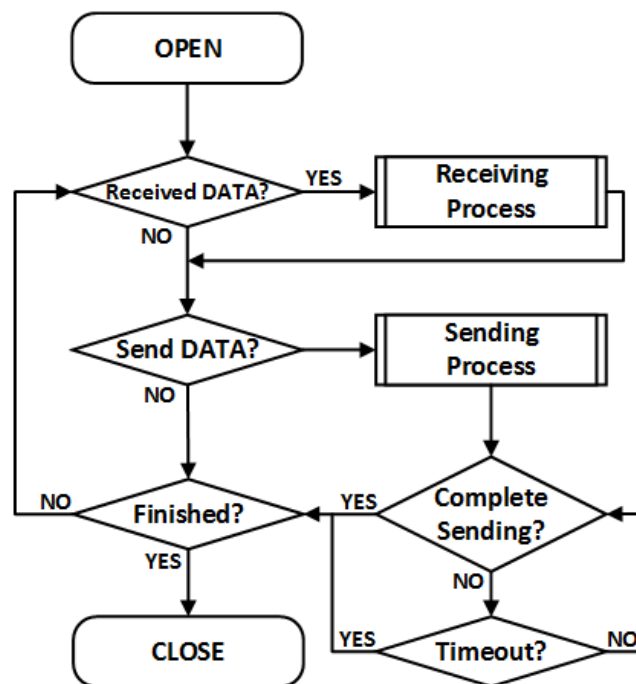 OPEN
Received DATA?
YES
Receiving
Process
NO
Send DATA?
Sending
Process
NO
NO
Finished?
YES
Complete
Sending?
YES
NO
CLOSE
YES
Timeout?
NO